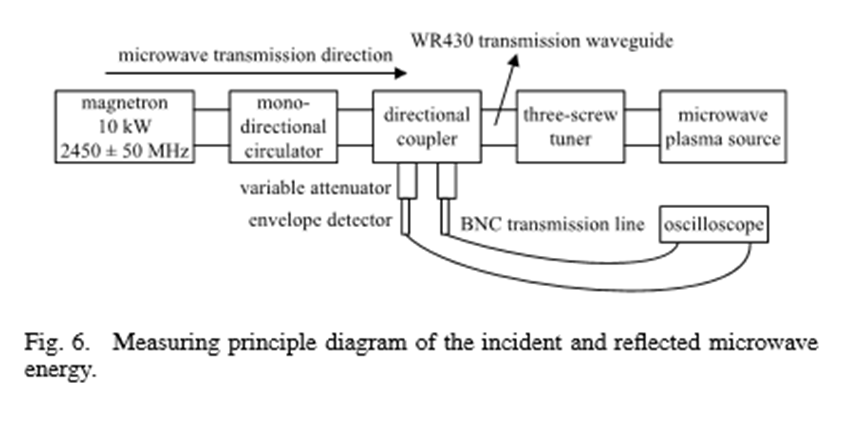 microwave transmission direction
WR430 transmission waveguide
magnetron
10 kW
2450 ± 50 MHz
mono-
directional
circulator
directional
coupler
three-screw
tuner
microwave
plasma source
variable attenuator
envelope detector
BNC transmission line
oscilloscope
Fig. 6. Measuring principle diagram of the incident and reflected microwave
energy.